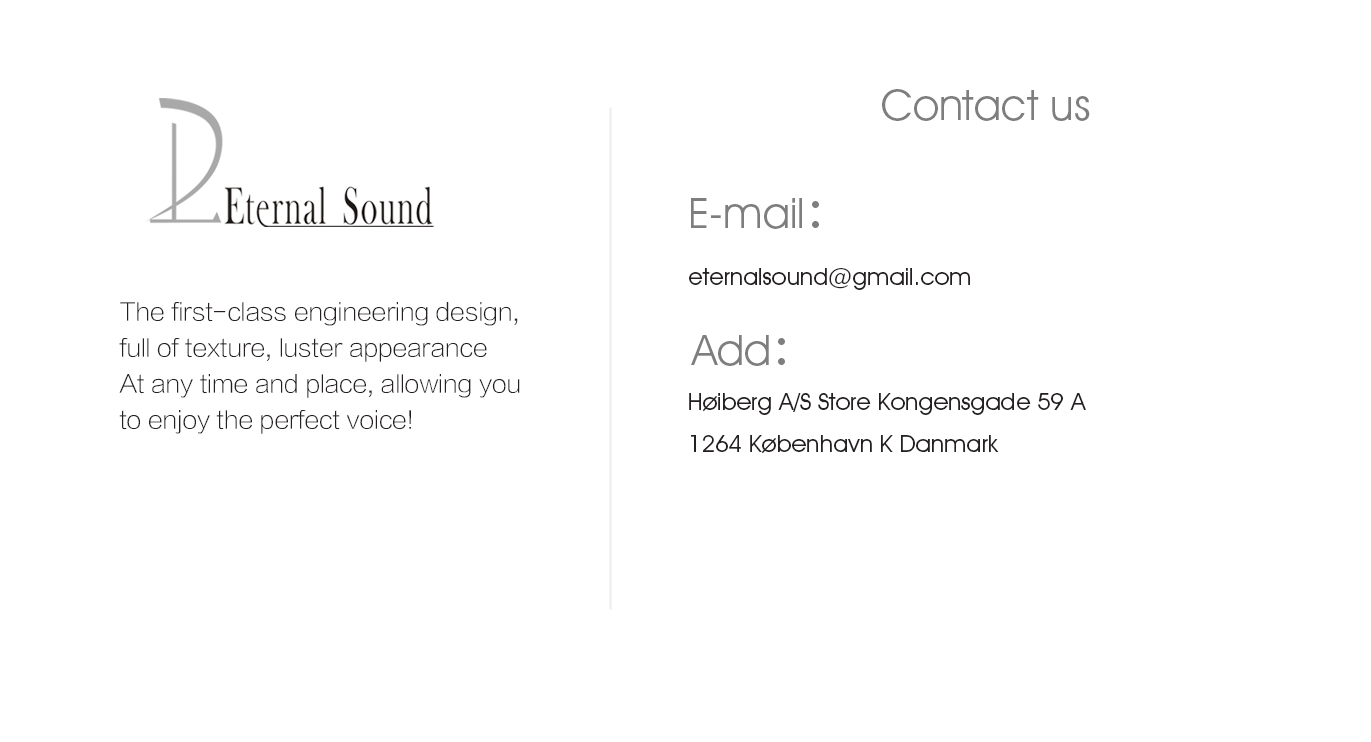 Eternal Sound
The first-class engineering design,
full of texture, luster appearance
At any time and place, allowing you
to enjoy the perfect voice!
Contact us
E-mail：
eternalsound@gmail.com
Add：
Høiberg A/S Store Kongensgade 59 A
1264 København K Danmark